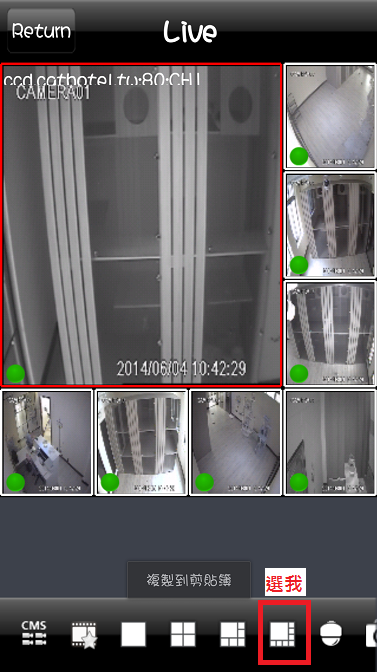 Return
Live
ccd.cathotel.tw:80:CH1
CAMERA01
2014/06/04 10:42:29
複製到剪貼簿
選我
CMS